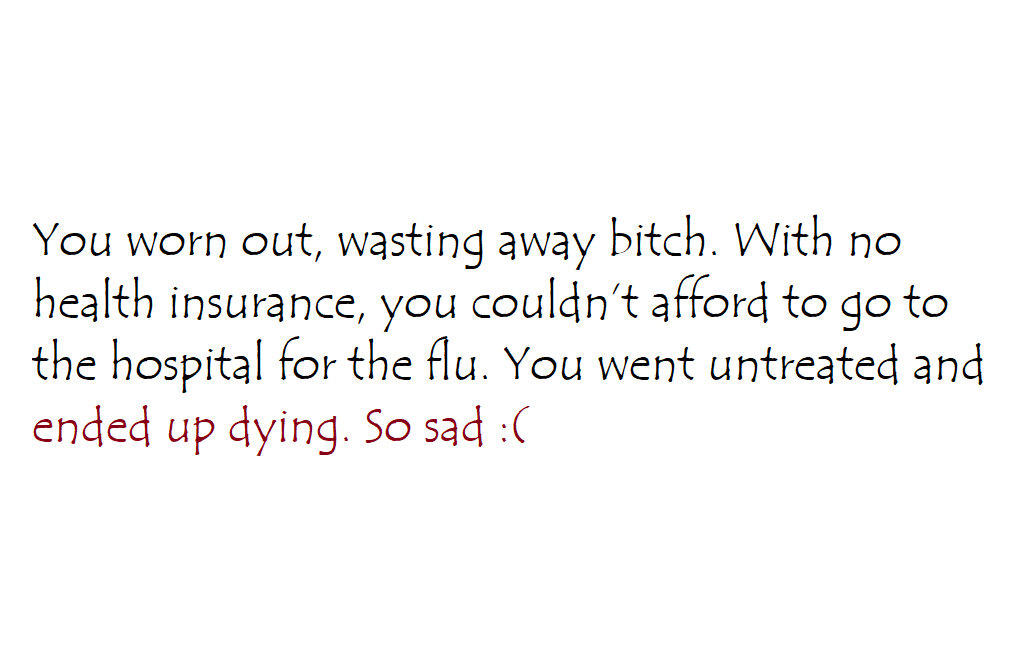 You worn out, wasting away bitch. With no
health insurance, you couldn't afford to go to
the hospital for the flu. You went untreated and
ended up dying. So sad :(